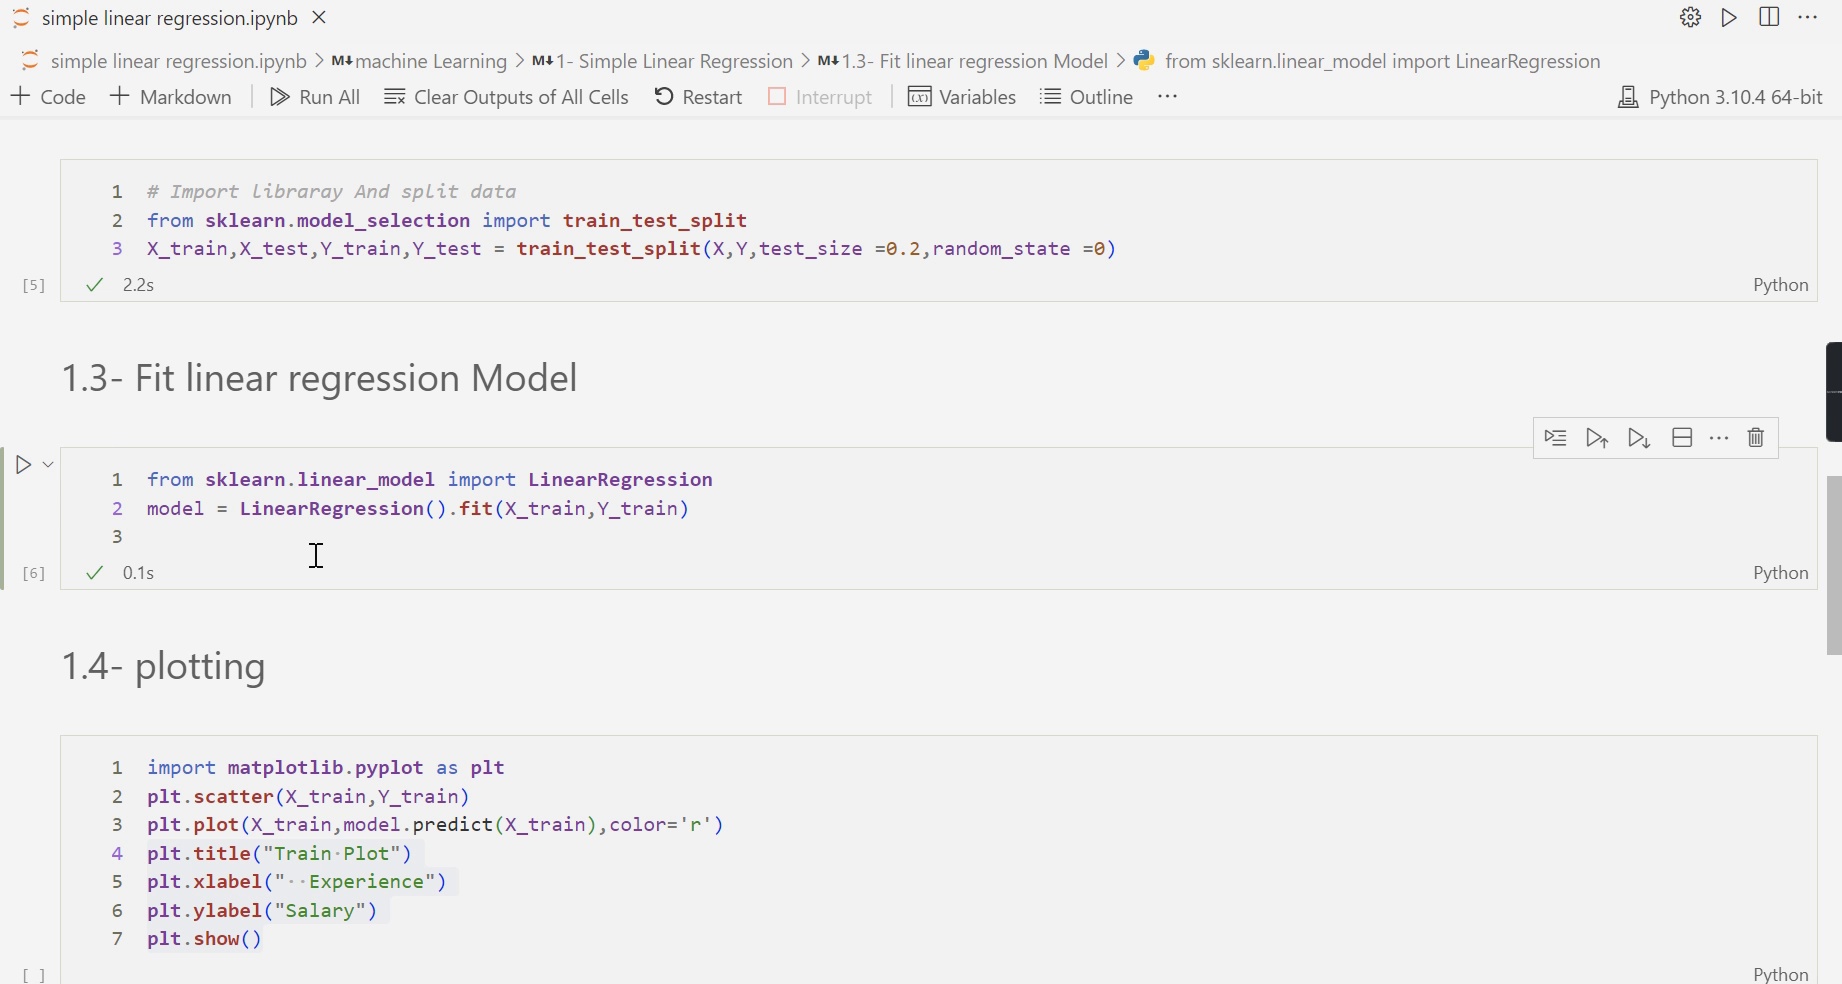 simple linear regression.ipynb
simple linear regression.ipynb > M↓ machine Learning > M↓ 1- Simple Linear Regression > M↓ 1.3- Fit linear regression Model > from sklearn.linear_model import LinearRegression
+ Code + Markdown | Run All Clear Outputs of All Cells Restart Interrupt | Variables Outline ... Python 3.10.4 64-bit
1 # Import libraray And split data
2 from sklearn.model_selection import train_test_split
3 X_train,X_test,Y_train,Y_test = train_test_split(X,Y,test_size =0.2,random_state =0)
[5] ✓ 2.2s Python
1.3- Fit linear regression Model
1 from sklearn.linear_model import LinearRegression
2 model = LinearRegression().fit(X_train,Y_train)
3
[6] ✓ 0.1s Python
1.4- plotting
1 import matplotlib.pyplot as plt
2 plt.scatter(X_train,Y_train)
3 plt.plot(X_train,model.predict(X_train),color='r')
4 plt.title("Train·Plot")
5 plt.xlabel("··Experience")
6 plt.ylabel("Salary")
7 plt.show()
[ ] Python